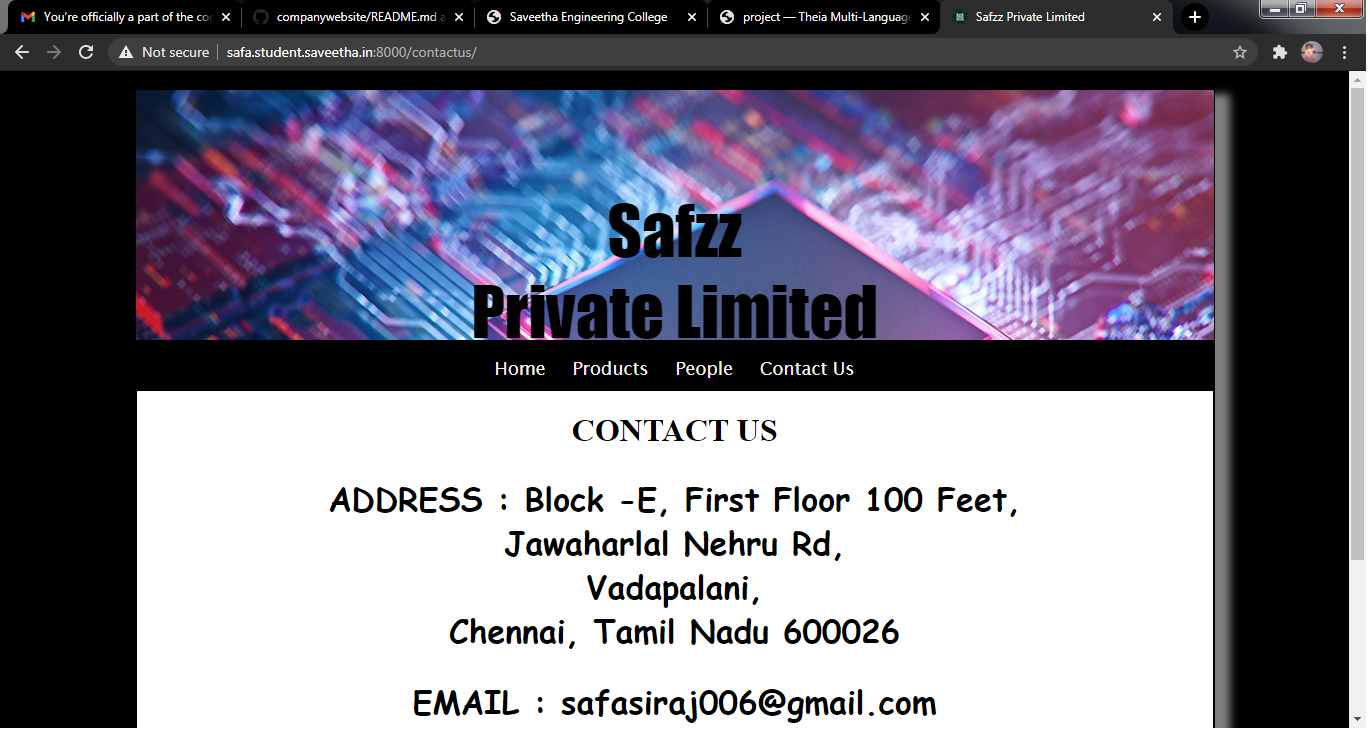 You're officially a part of the co
companywebsite/README.md a
Saveetha Engineering College
project — Theia Multi-Language
Safzz Private Limited
Not secure
safa.student.saveetha.in:8000/contactus/
Safzz
Private Limited
Home Products People Contact Us
CONTACT US
ADDRESS : Block -E, First Floor 100 Feet,
Jawaharlal Nehru Rd,
Vadapalani,
Chennai, Tamil Nadu 600026
EMAIL : safasiraj006@gmail.com